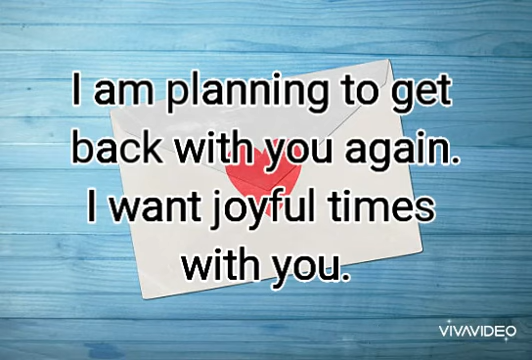 I am planning to get
back with you again.
I want joyful times
with you.
VIVAVIDEO